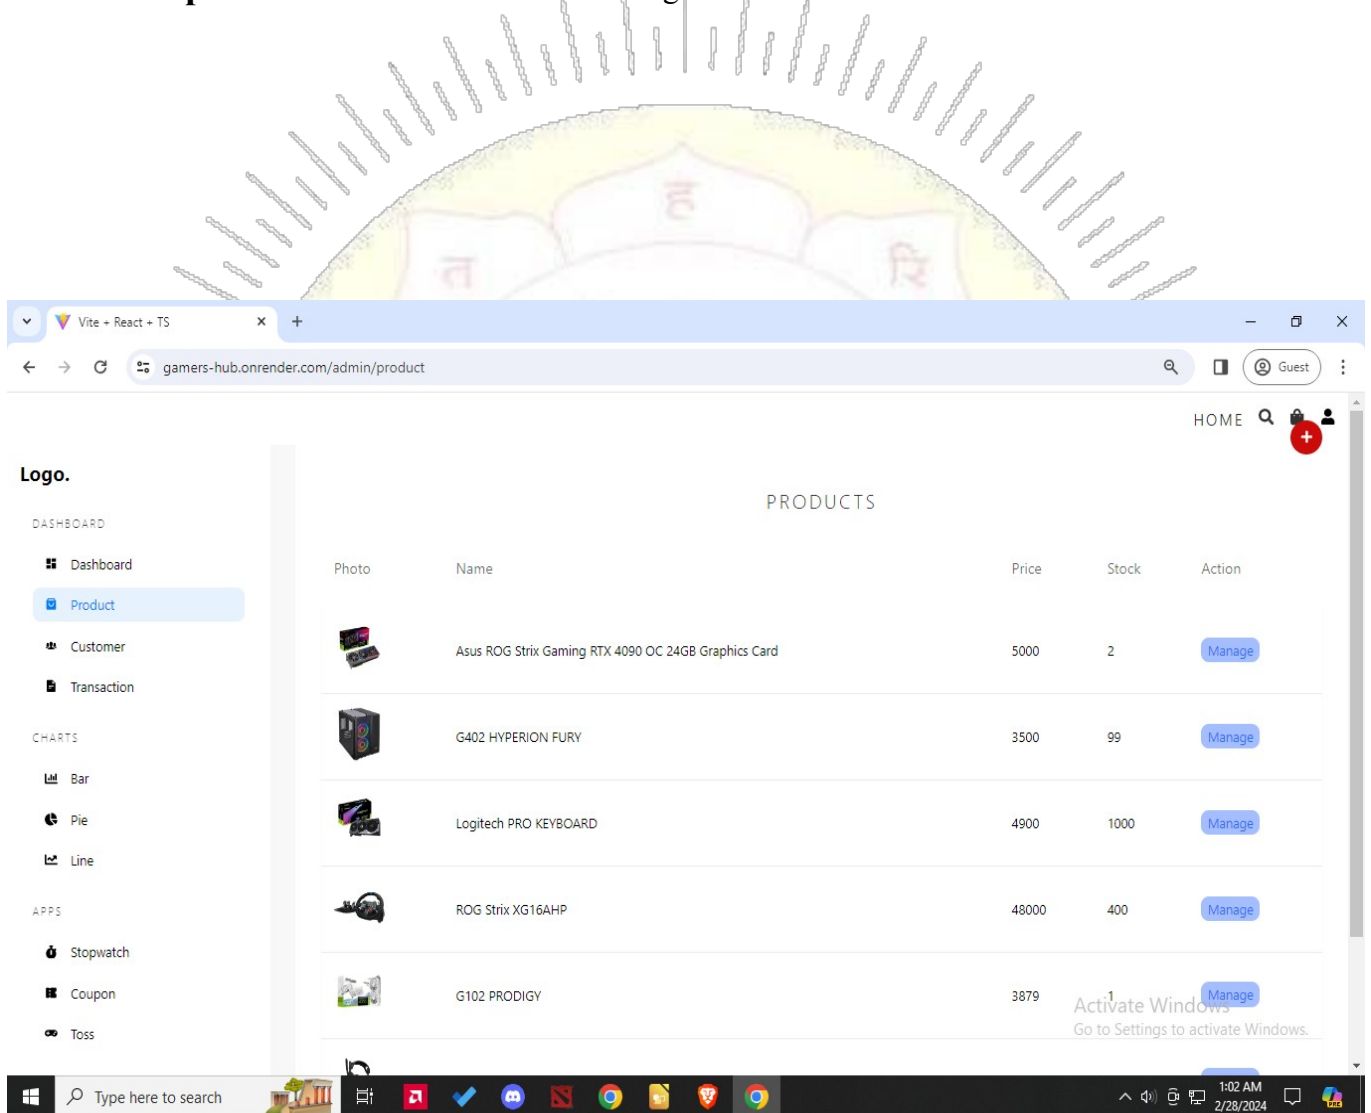 ह
त
रि
Vite + React + TS
gamers-hub.onrender.com/admin/product
Guest
HOME
Logo.
PRODUCTS
DASHBOARD
Dashboard
Product
Customer
Transaction
CHARTS
Bar
Pie
Line
APPS
Stopwatch
Coupon
Toss
Photo Name Price Stock Action
Asus ROG Strix Gaming RTX 4090 OC 24GB Graphics Card 5000 2 Manage
G402 HYPERION FURY 3500 99 Manage
Logitech PRO KEYBOARD 4900 1000 Manage
ROG Strix XG16AHP 48000 400 Manage
G102 PRODIGY 3879 1 Manage
Activate Windows
Go to Settings to activate Windows.
Type here to search
1:02 AM
2/28/2024
PRE